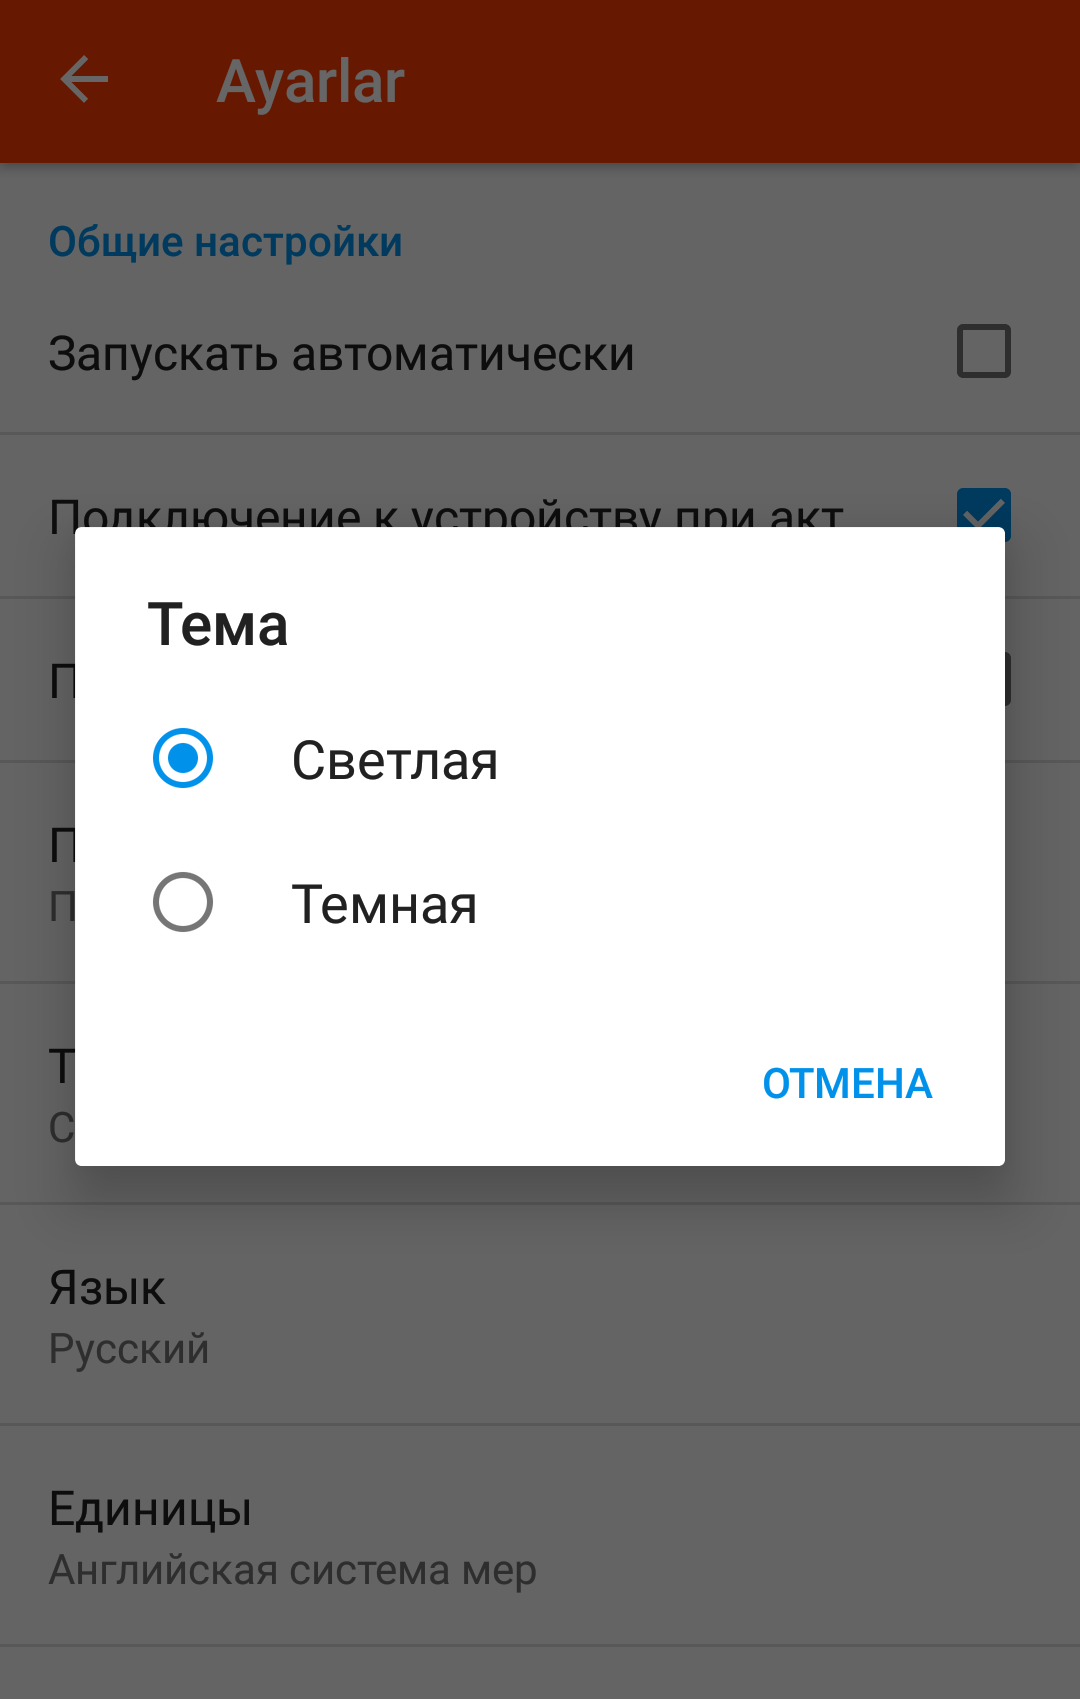 Ayarlar
Общие настройки
Запускать автоматически
Подключение к устройству при акт
Тема
Светлая
Темная
ОТМЕНА
Язык
Русский
Единицы
Английская система мер